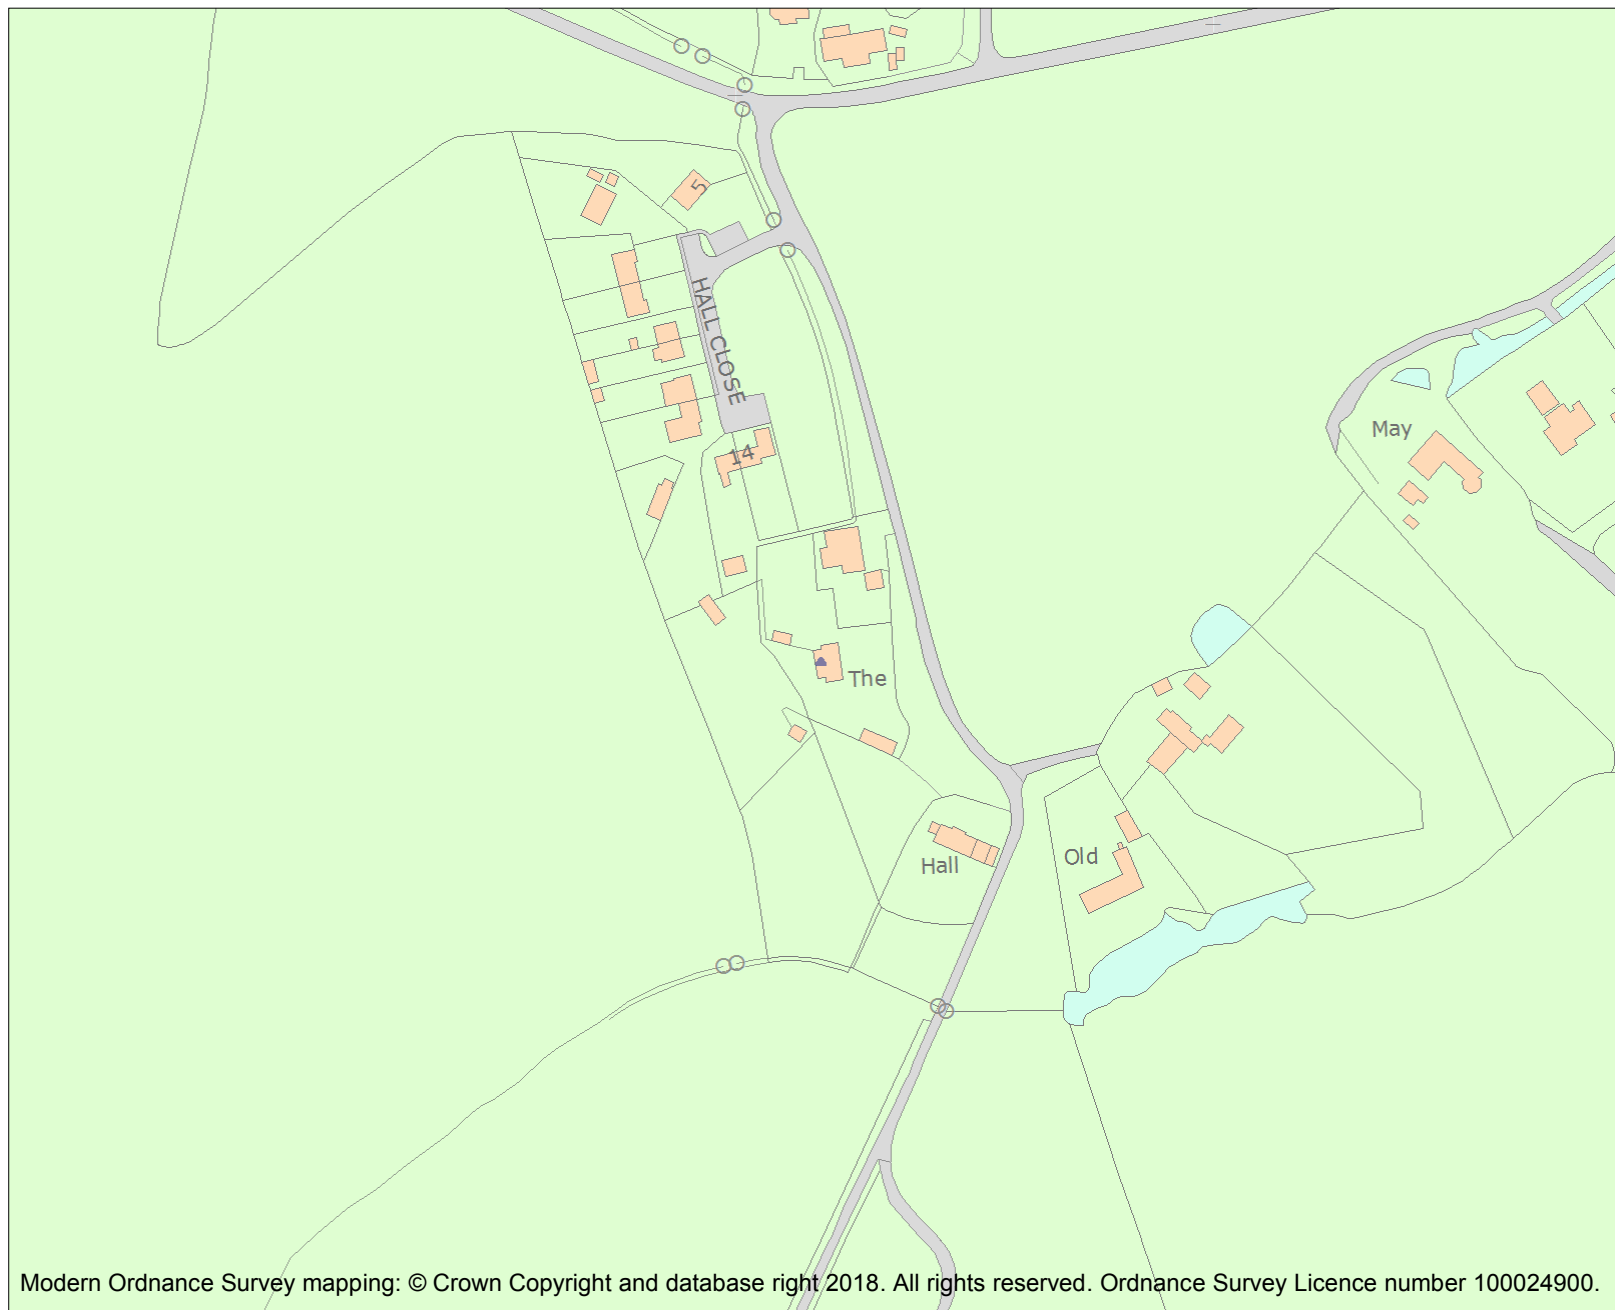 5
HALL CLOSE
May
14
The
Old
Hall
Modern Ordnance Survey mapping: © Crown Copyright and database right 2018. All rights reserved. Ordnance Survey Licence number 100024900.